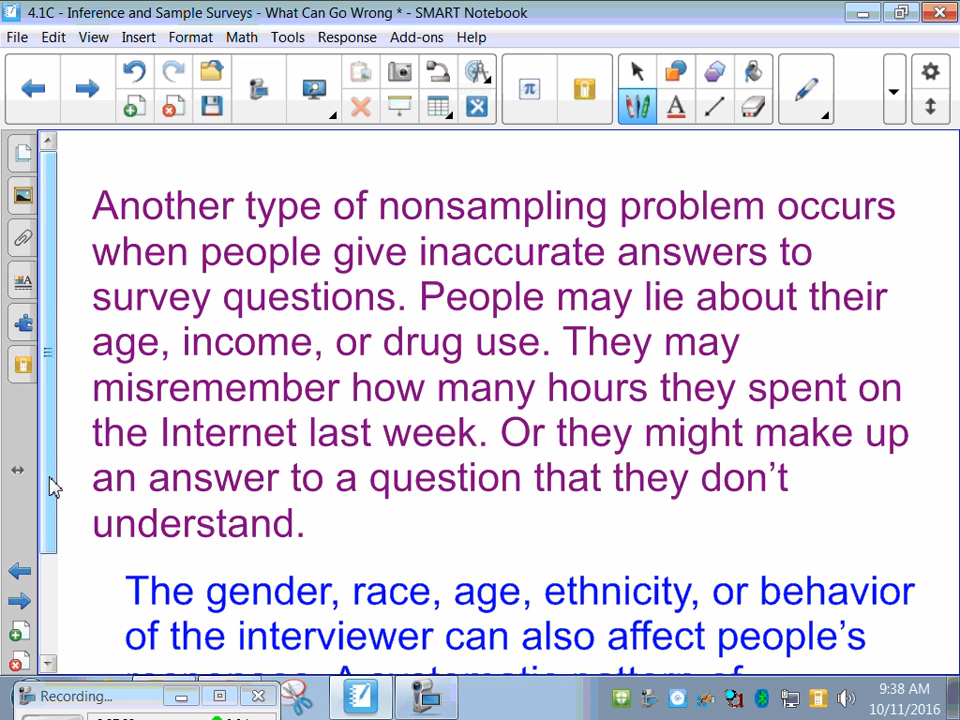 4.1C - Inference and Sample Surveys - What Can Go Wrong * - SMART Notebook
File Edit View Insert Format Math Tools Response Add-ons Help
Another type of nonsampling problem occurs
when people give inaccurate answers to
survey questions. People may lie about their
age, income, or drug use. They may
misremember how many hours they spent on
the Internet last week. Or they might make up
an answer to a question that they don’t
understand.
The gender, race, age, ethnicity, or behavior
of the interviewer can also affect people’s
Recording...
9:38 AM
10/11/2016